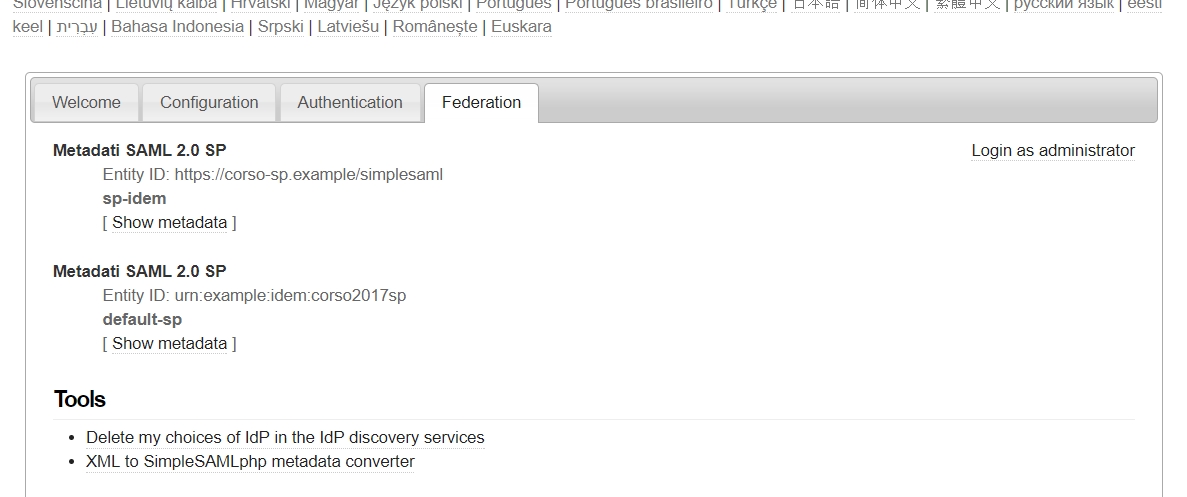 Slovenščina | Lietuvių kalba | Hrvatski | Magyar | Język polski | Português | Português brasileiro | Türkçe | 日本語 | 简体中文 | 繁體中文 | русский язык | eesti
keel | עִבְרִית | Bahasa Indonesia | Srpski | Latviešu | Românește | Euskara
Welcome Configuration Authentication Federation
Metadati SAML 2.0 SP Login as administrator
Entity ID: https://corso-sp.example/simplesaml
sp-idem
[ Show metadata ]
Metadati SAML 2.0 SP
Entity ID: urn:example:idem:corso2017sp
default-sp
[ Show metadata ]
Tools
• Delete my choices of IdP in the IdP discovery services
• XML to SimpleSAMLphp metadata converter